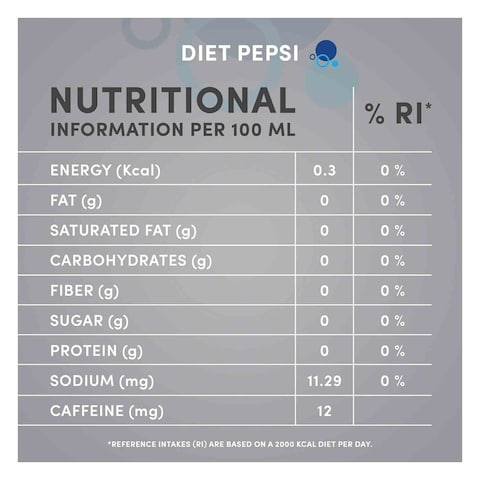 DIET PEPSI
NUTRITIONAL
INFORMATION PER 100 ML
% RI*
ENERGY (Kcal) 0.3 0 %
FAT (g) 0 0 %
SATURATED FAT (g) 0 0 %
CARBOHYDRATES (g) 0 0 %
FIBER (g) 0 0 %
SUGAR (g) 0 0 %
PROTEIN (g) 0 0 %
SODIUM (mg) 11.29 0 %
CAFFEINE (mg) 12
*REFERENCE INTAKES (RI) ARE BASED ON A 2000 KCAL DIET PER DAY.